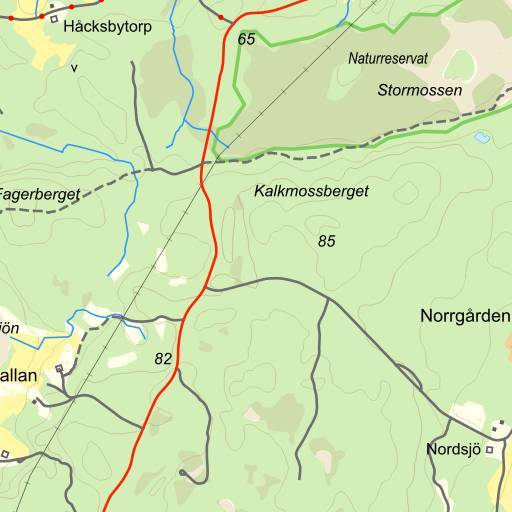 Håcksbytorp
65
Naturreservat
Stormossen
Fagerberget
Kalkmossberget
85
Norrgården
82
Nordsjö